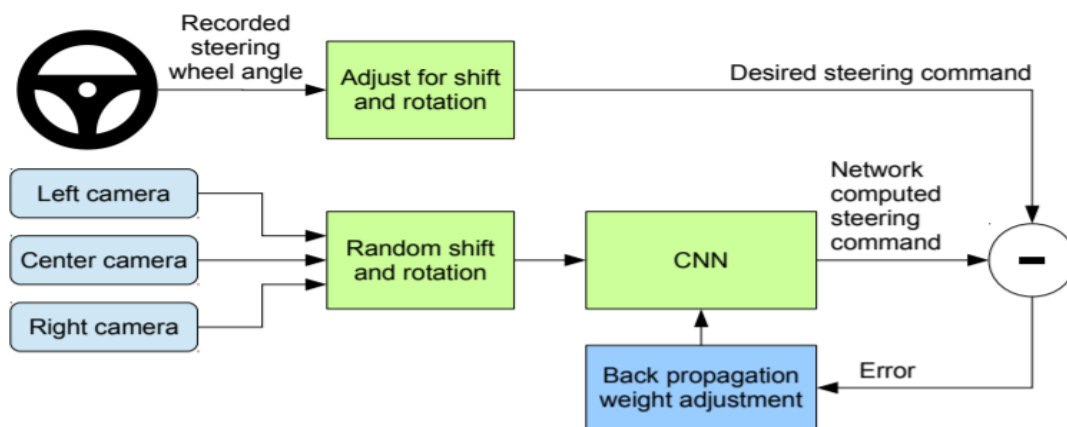 Recorded
steering
wheel angle
Adjust for shift
and rotation
Desired steering command
Left camera
Center camera
Right camera
Random shift
and rotation
CNN
Network
computed
steering
command
Back propagation
weight adjustment
Error